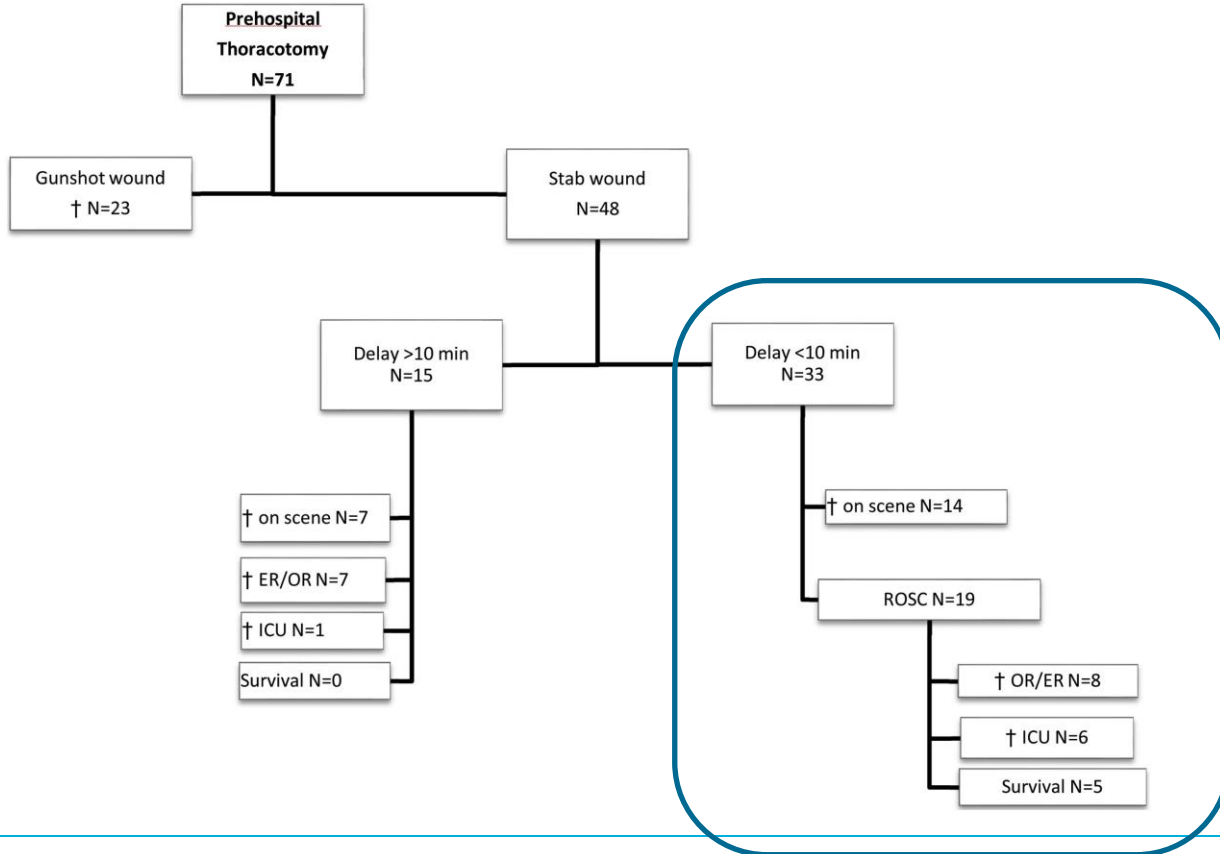 Prehospital
Thoracotomy
N=71
Gunshot wound
† N=23
Stab wound
N=48
Delay >10 min
N=15
Delay <10 min
N=33
† on scene N=7
† ER/OR N=7
† ICU N=1
Survival N=0
† on scene N=14
ROSC N=19
† OR/ER N=8
† ICU N=6
Survival N=5